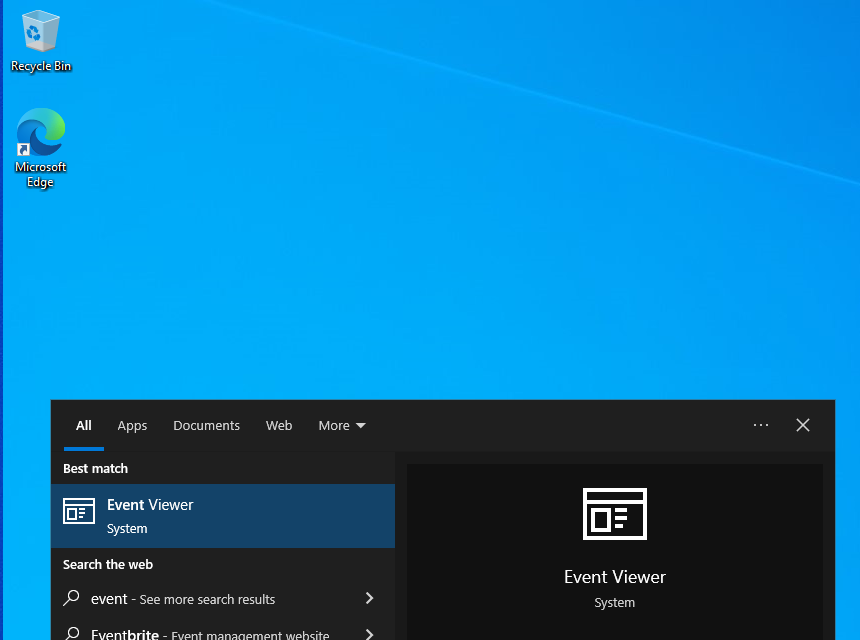 Recycle Bin
Microsoft
Edge
All Apps Documents Web More ···
Best match
Event Viewer
System
Search the web
event - See more search results
Eventbrite - Event management website
Event Viewer
System